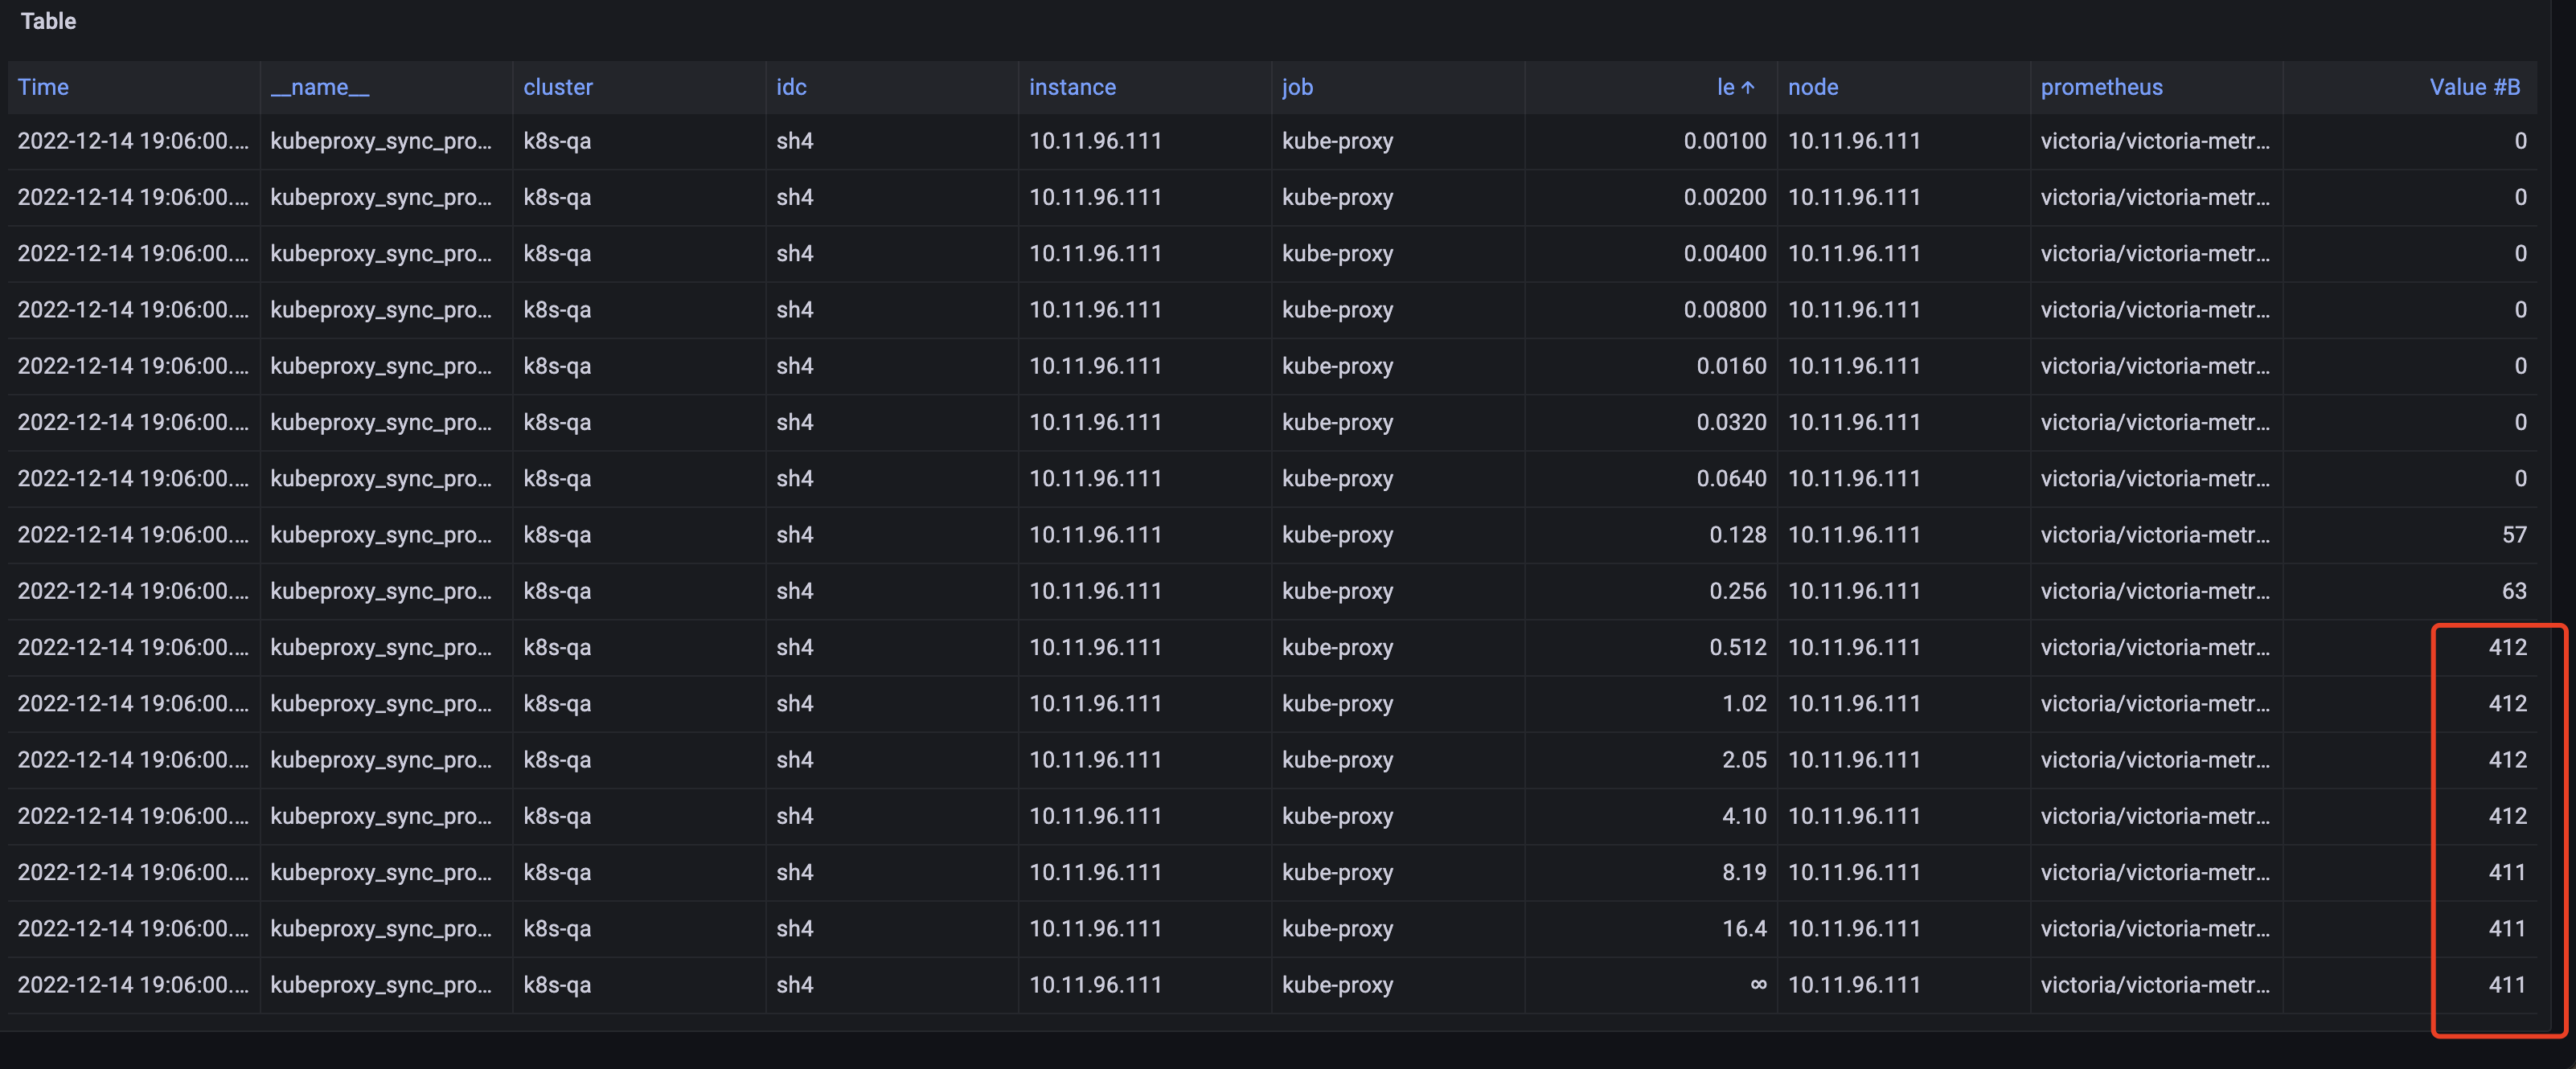 Table
Time __name__ cluster idc instance job le ↑ node prometheus Value #B
2022-12-14 19:06:00.... kubeproxy_sync_pro... k8s-qa sh4 10.11.96.111 kube-proxy 0.00100 10.11.96.111 victoria/victoria-metr... 0
2022-12-14 19:06:00.... kubeproxy_sync_pro... k8s-qa sh4 10.11.96.111 kube-proxy 0.00200 10.11.96.111 victoria/victoria-metr... 0
2022-12-14 19:06:00.... kubeproxy_sync_pro... k8s-qa sh4 10.11.96.111 kube-proxy 0.00400 10.11.96.111 victoria/victoria-metr... 0
2022-12-14 19:06:00.... kubeproxy_sync_pro... k8s-qa sh4 10.11.96.111 kube-proxy 0.00800 10.11.96.111 victoria/victoria-metr... 0
2022-12-14 19:06:00.... kubeproxy_sync_pro... k8s-qa sh4 10.11.96.111 kube-proxy 0.0160 10.11.96.111 victoria/victoria-metr... 0
2022-12-14 19:06:00.... kubeproxy_sync_pro... k8s-qa sh4 10.11.96.111 kube-proxy 0.0320 10.11.96.111 victoria/victoria-metr... 0
2022-12-14 19:06:00.... kubeproxy_sync_pro... k8s-qa sh4 10.11.96.111 kube-proxy 0.0640 10.11.96.111 victoria/victoria-metr... 0
2022-12-14 19:06:00.... kubeproxy_sync_pro... k8s-qa sh4 10.11.96.111 kube-proxy 0.128 10.11.96.111 victoria/victoria-metr... 57
2022-12-14 19:06:00.... kubeproxy_sync_pro... k8s-qa sh4 10.11.96.111 kube-proxy 0.256 10.11.96.111 victoria/victoria-metr... 63
2022-12-14 19:06:00.... kubeproxy_sync_pro... k8s-qa sh4 10.11.96.111 kube-proxy 0.512 10.11.96.111 victoria/victoria-metr... 412
2022-12-14 19:06:00.... kubeproxy_sync_pro... k8s-qa sh4 10.11.96.111 kube-proxy 1.02 10.11.96.111 victoria/victoria-metr... 412
2022-12-14 19:06:00.... kubeproxy_sync_pro... k8s-qa sh4 10.11.96.111 kube-proxy 2.05 10.11.96.111 victoria/victoria-metr... 412
2022-12-14 19:06:00.... kubeproxy_sync_pro... k8s-qa sh4 10.11.96.111 kube-proxy 4.10 10.11.96.111 victoria/victoria-metr... 412
2022-12-14 19:06:00.... kubeproxy_sync_pro... k8s-qa sh4 10.11.96.111 kube-proxy 8.19 10.11.96.111 victoria/victoria-metr... 411
2022-12-14 19:06:00.... kubeproxy_sync_pro... k8s-qa sh4 10.11.96.111 kube-proxy 16.4 10.11.96.111 victoria/victoria-metr... 411
2022-12-14 19:06:00.... kubeproxy_sync_pro... k8s-qa sh4 10.11.96.111 kube-proxy ∞ 10.11.96.111 victoria/victoria-metr... 411